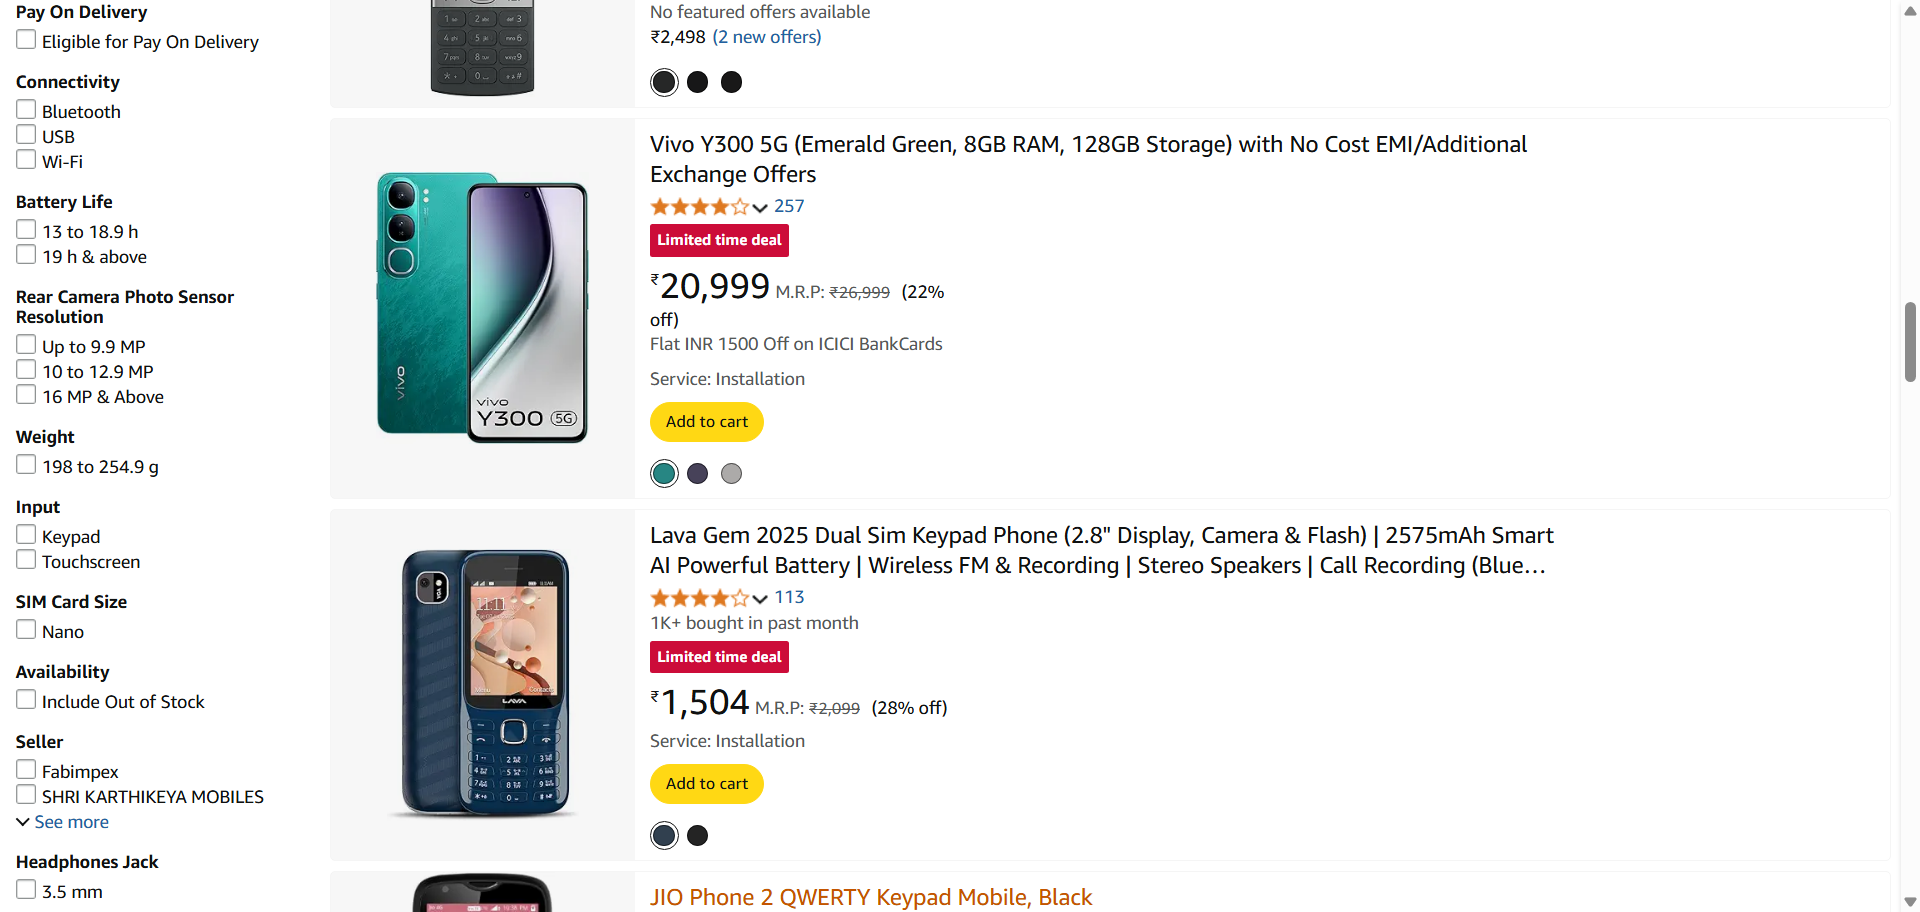 Pay On Delivery
Eligible for Pay On Delivery
Connectivity
Bluetooth
USB
Wi-Fi
Battery Life
13 to 18.9 h
19 h & above
Rear Camera Photo Sensor
Resolution
Up to 9.9 MP
10 to 12.9 MP
16 MP & Above
Weight
198 to 254.9 g
Input
Keypad
Touchscreen
SIM Card Size
Nano
Availability
Include Out of Stock
Seller
Fabimpex
SHRI KARTHIKEYA MOBILES
See more
Headphones Jack
3.5 mm
No featured offers available
₹2,498 (2 new offers)
vivo
vivo
Y300 5G
Vivo Y300 5G (Emerald Green, 8GB RAM, 128GB Storage) with No Cost EMI/Additional
Exchange Offers
257
Limited time deal
₹20,999 M.R.P: ₹26,999 (22%
off)
Flat INR 1500 Off on ICICI BankCards
Service: Installation
Add to cart
VGA
11:11
Menu Contacts
LAVA
Lava Gem 2025 Dual Sim Keypad Phone (2.8" Display, Camera & Flash) | 2575mAh Smart
AI Powerful Battery | Wireless FM & Recording | Stereo Speakers | Call Recording (Blue…
113
1K+ bought in past month
Limited time deal
₹1,504 M.R.P: ₹2,099 (28% off)
Service: Installation
Add to cart
JIO Phone 2 QWERTY Keypad Mobile, Black